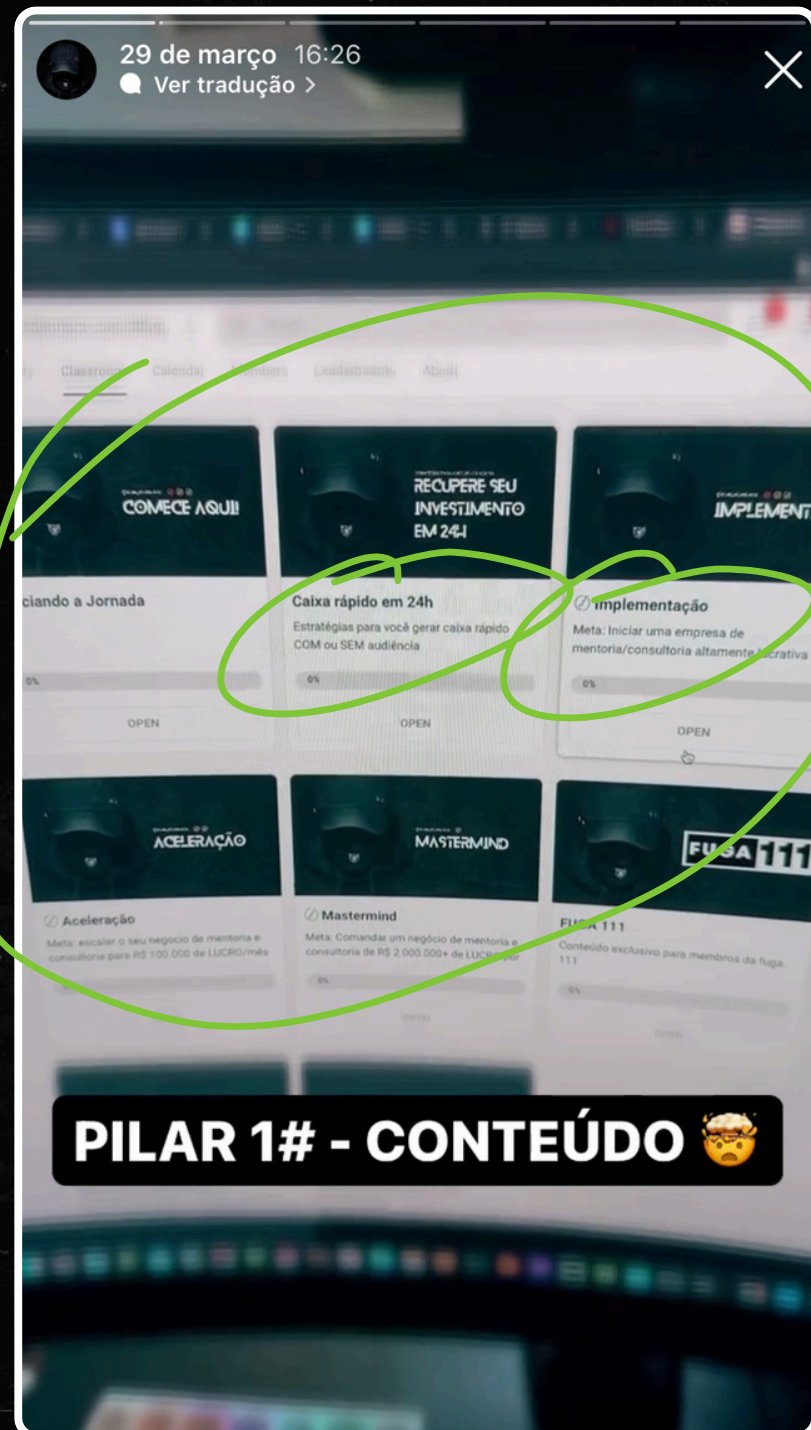 29 de março 16:26
Ver tradução >
Classroom Calendar Members Leaderboards About
COMECE AQUI!
RECUPERE SEU
INVESTIMENTO
EM 24H
IMPLEMENT
ciando a Jornada
Caixa rápido em 24h
Estratégias para você gerar caixa rápido
COM ou SEM audiência
Implementação
Meta: Iniciar uma empresa de
mentoria/consultoria altamente lucrativa
0%
0%
0%
OPEN
OPEN
OPEN
ACELERAÇÃO
MASTERMIND
FUGA 111
Aceleração
Meta: escalar o seu negócio de mentoria e
consultoria para R$ 100.000 de LUCRO/mês
Mastermind
Meta: Comandar um negócio de mentoria e
consultoria de R$ 2.000.000+ de LUCRO por
FUGA 111
Conteúdo exclusivo para membros da fuga
111
0%
0%
OPEN
OPEN
PILAR 1# - CONTEÚDO 🤯